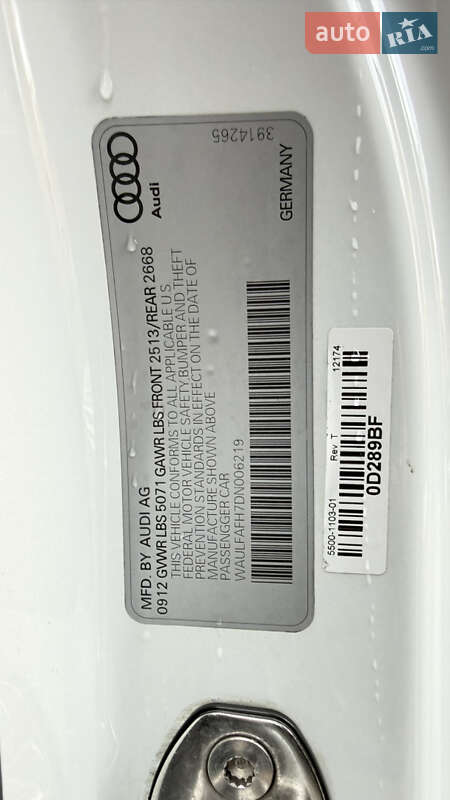 auto RIA.com
3914265
Audi
GERMANY
MFD. BY AUDI AG
0912 GVWR LBS 5071 GAWR LBS FRONT 2513/REAR 2668
THIS VEHICLE CONFORMS TO ALL APPLICABLE U.S.
FEDERAL MOTOR VEHICLE SAFETY,BUMPER AND THEFT
PREVENTION STANDARDS IN EFFECT ON THE DATE OF
MANUFACTURE SHOWN ABOVE
PASSENGGER CAR
WAULFAFH7DN006219
5500-1103-01 Rev. T 12174
0D289BF